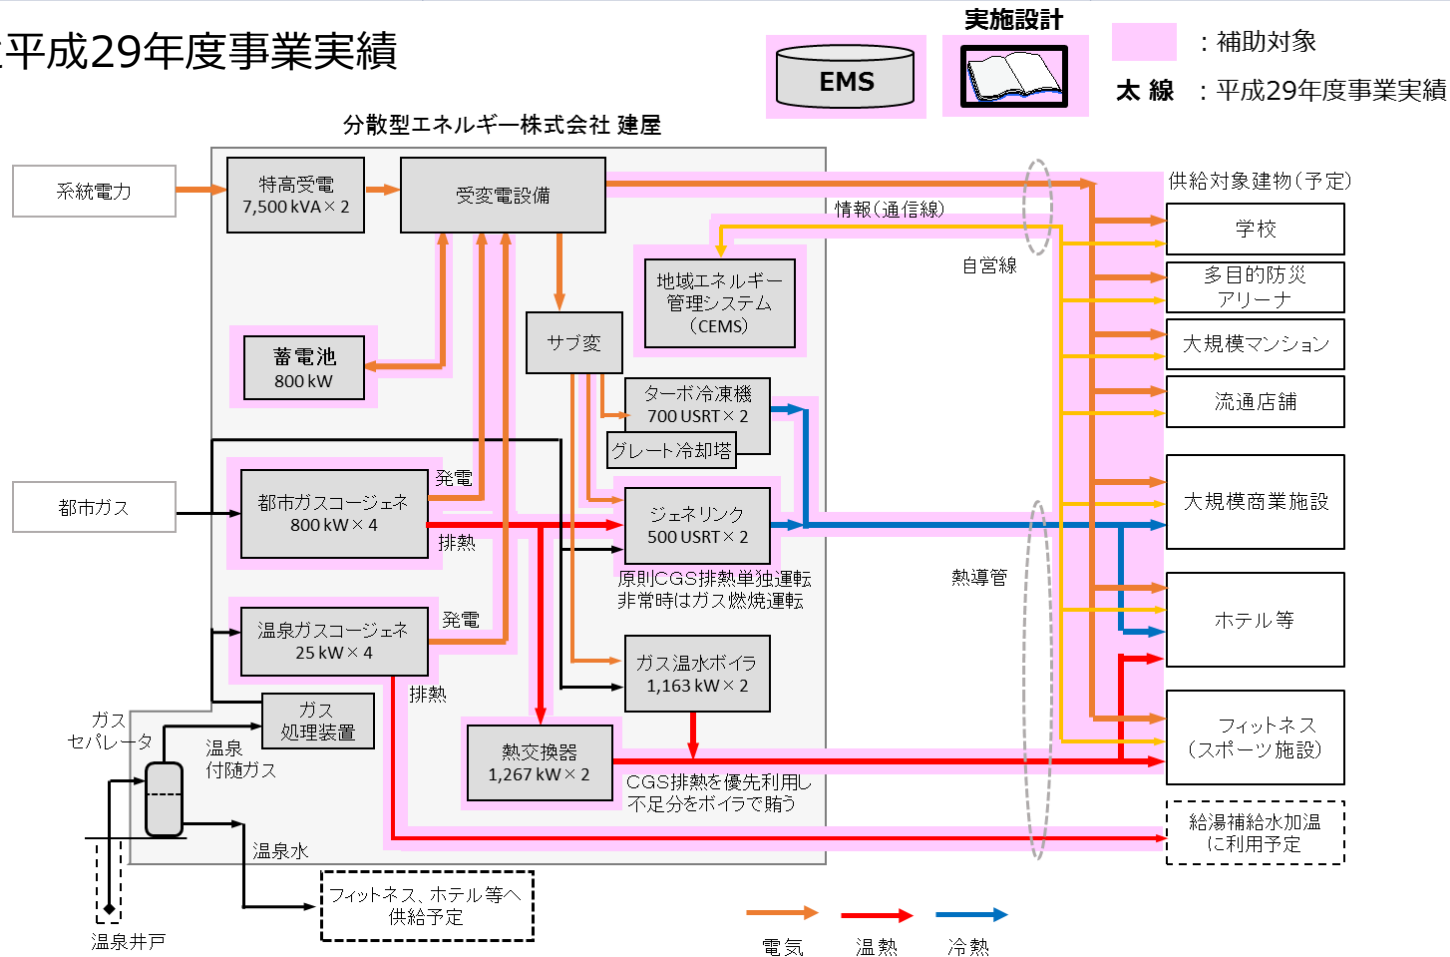 平成29年度事業実績
実施設計
EMS
：補助対象
太 線 ：平成29年度事業実績
分散型エネルギー株式会社 建屋
系統電力
特高受電
7,500 kVA×2
受変電設備
情報(通信線)
自営線
供給対象建物(予定)
学校
多目的防災
アリーナ
大規模マンション
流通店舗
大規模商業施設
ホテル等
フィットネス
(スポーツ施設)
給湯補給水加温
に利用予定
地域エネルギー
管理システム
(CEMS)
サブ変
蓄電池
800 kW
ターボ冷凍機
700 USRT×2
グレート冷却塔
都市ガス
都市ガスコージェネ
800 kW×4
発電
排熱
ジェネリンク
500 USRT×2
原則CGS排熱単独運転
非常時はガス燃焼運転
熱導管
温泉ガスコージェネ
25 kW×4
発電
排熱
ガス温水ボイラ
1,163 kW×2
ガス
処理装置
ガス
セパレータ
温泉
付随ガス
熱交換器
1,267 kW×2
CGS排熱を優先利用し
不足分をボイラで賄う
温泉水
温泉井戸
フィットネス、ホテル等へ
供給予定
電気
温熱
冷熱